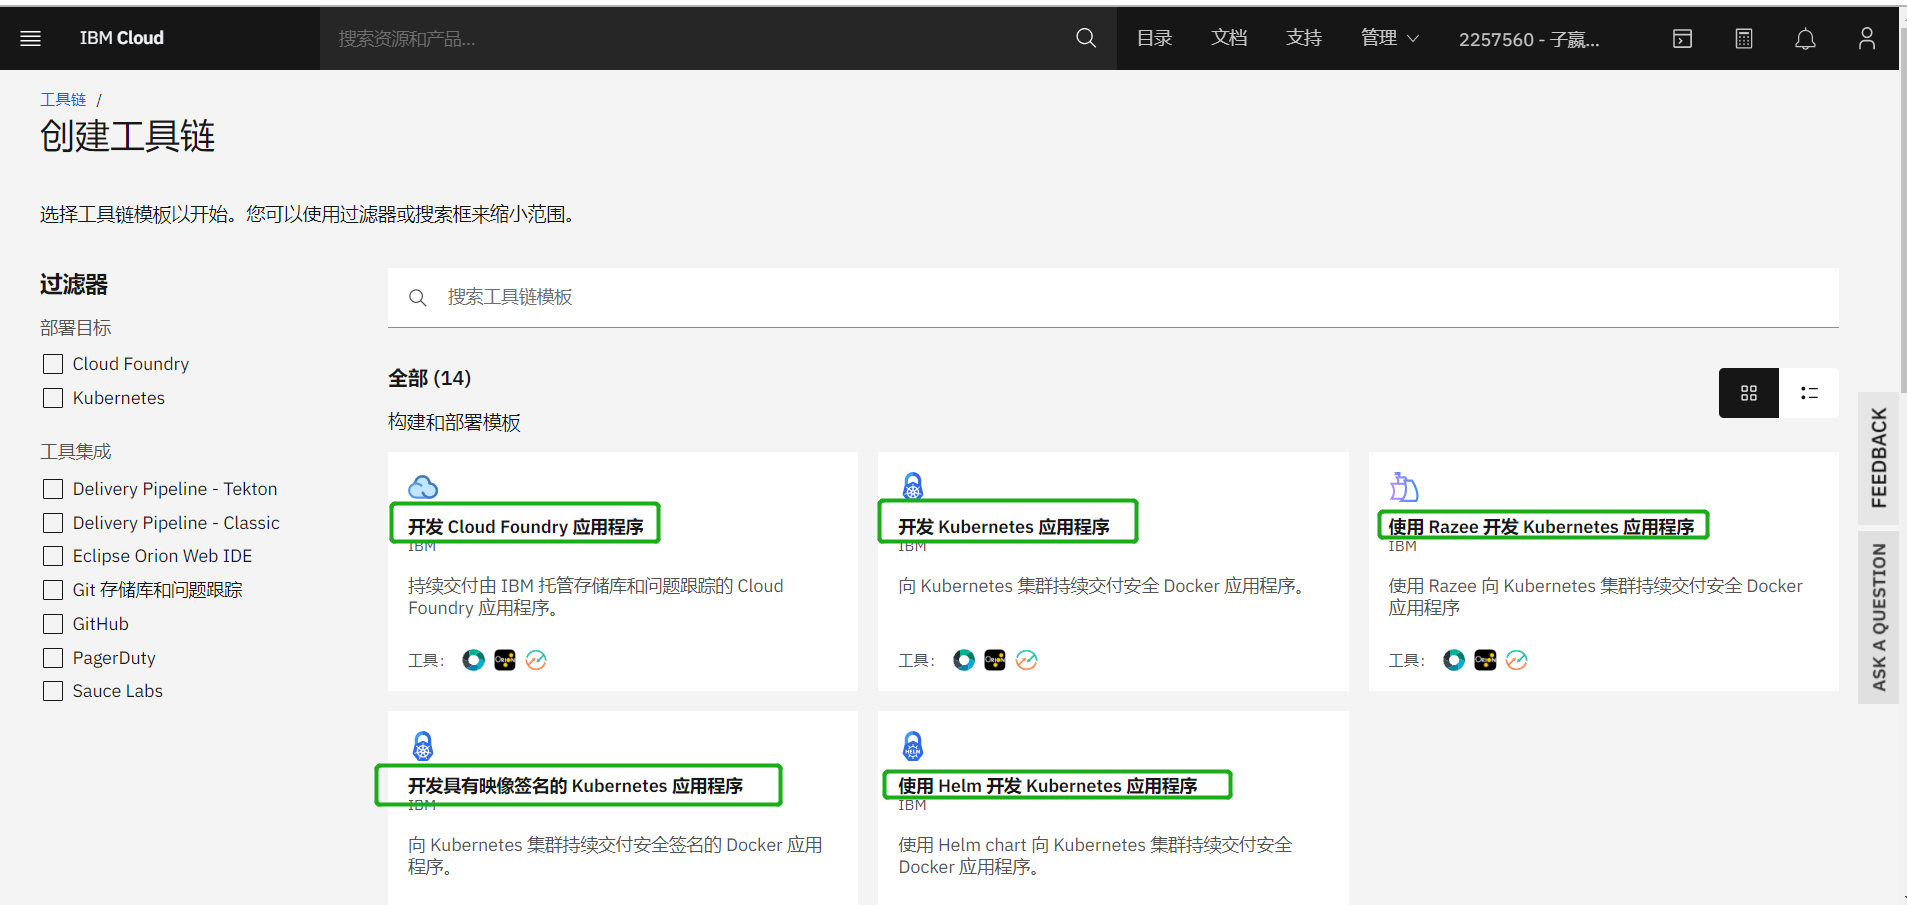 IBM Cloud
搜索资源和产品...
目录
文档
支持
管理
2257560 - 子嬴...
工具链 /
创建工具链
选择工具链模板以开始。您可以使用过滤器或搜索框来缩小范围。
过滤器
部署目标
Cloud Foundry
Kubernetes
工具集成
Delivery Pipeline - Tekton
Delivery Pipeline - Classic
Eclipse Orion Web IDE
Git 存储库和问题跟踪
GitHub
PagerDuty
Sauce Labs
搜索工具链模板
全部 (14)
构建和部署模板
开发 Cloud Foundry 应用程序
IBM
持续交付由 IBM 托管存储库和问题跟踪的 Cloud
Foundry 应用程序。
工具：
ORION
开发 Kubernetes 应用程序
IBM
向 Kubernetes 集群持续交付安全 Docker 应用程序。
工具：
ORION
使用 Razee 开发 Kubernetes 应用程序
IBM
使用 Razee 向 Kubernetes 集群持续交付安全 Docker
应用程序
工具：
ORION
开发具有映像签名的 Kubernetes 应用程序
IBM
向 Kubernetes 集群持续交付安全签名的 Docker 应用
程序。
HELM
使用 Helm 开发 Kubernetes 应用程序
IBM
使用 Helm chart 向 Kubernetes 集群持续交付安全
Docker 应用程序。
FEEDBACK
ASK A QUESTION